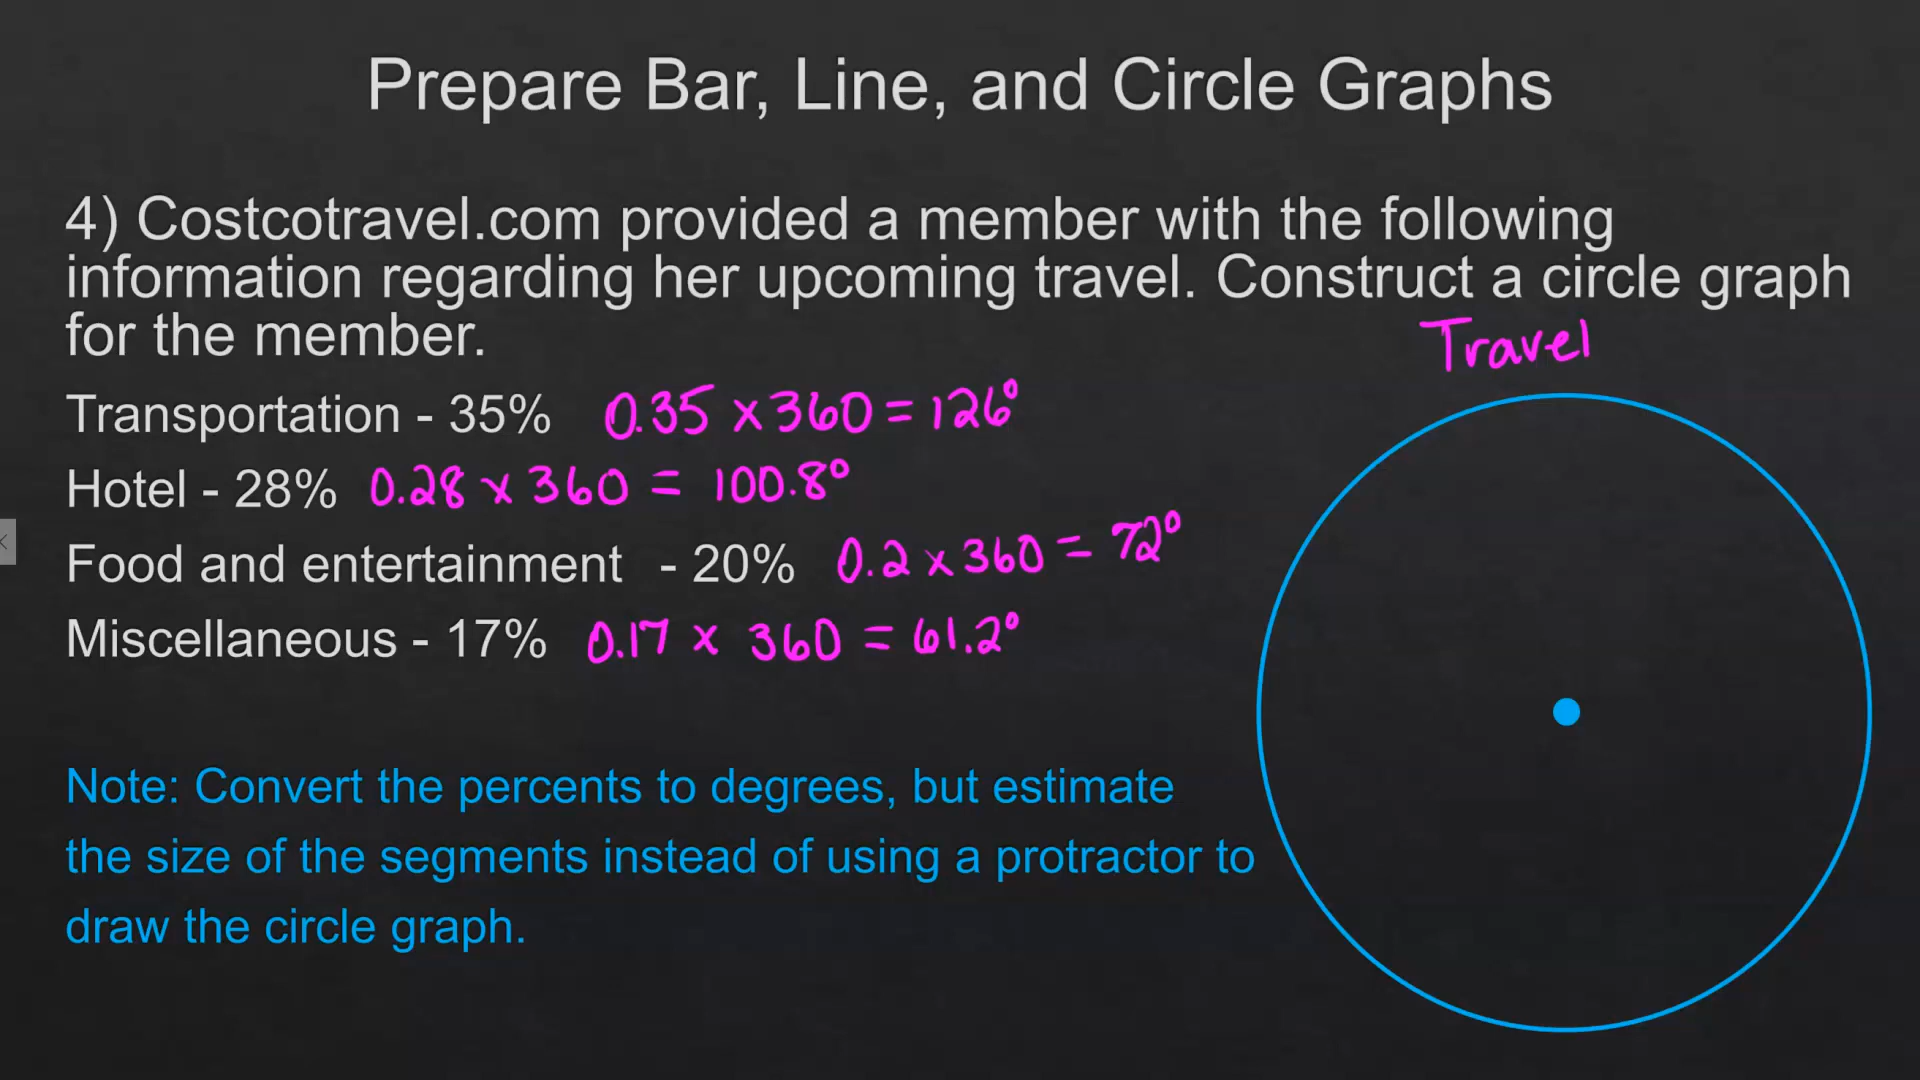 Prepare Bar, Line, and Circle Graphs
4) Costcotravel.com provided a member with the following
information regarding her upcoming travel. Construct a circle graph
for the member.
Travel
Transportation - 35% 0.35 x 360 = 126°
Hotel - 28% 0.28 x 360 = 100.8°
Food and entertainment - 20% 0.2 x 360 = 72°
Miscellaneous - 17% 0.17 x 360 = 61.2°
Note: Convert the percents to degrees, but estimate
the size of the segments instead of using a protractor to
draw the circle graph.